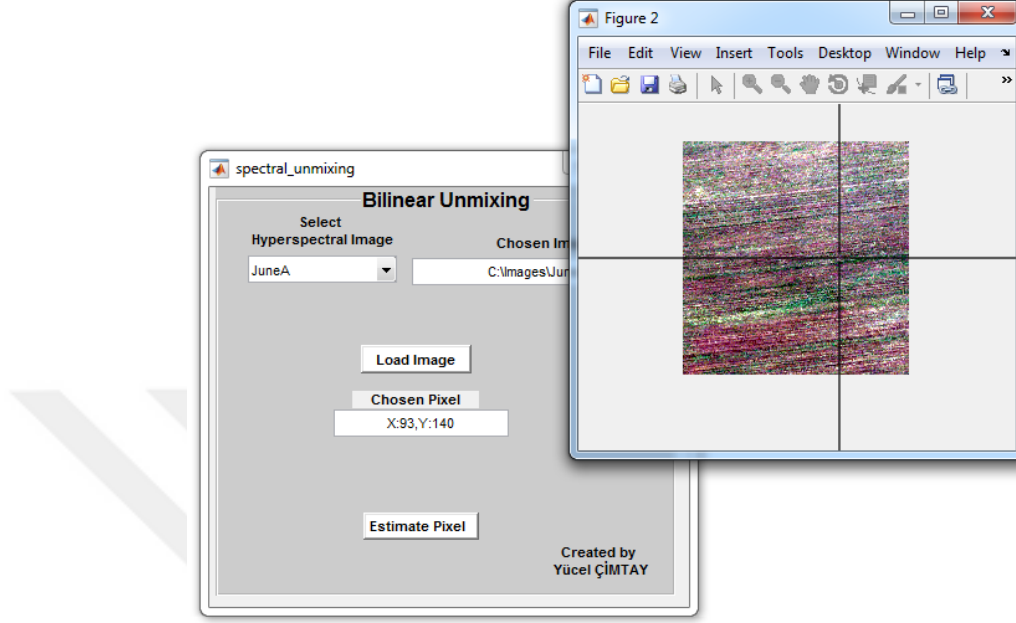 Figure 2
File Edit View Insert Tools Desktop Window Help
spectral_unmixing
Bilinear Unmixing
Select
Hyperspectral Image
Chosen Im
JuneA
C:\Images\Jun
Load Image
Chosen Pixel
X:93,Y:140
Estimate Pixel
Created by
Yücel ÇİMTAY